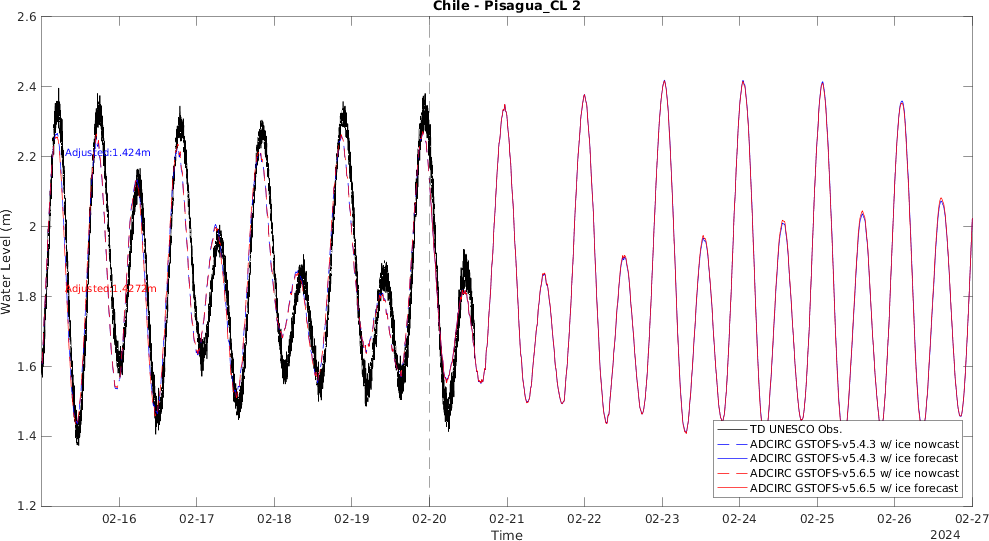 Chile - Pisagua_CL 2
2.6
2.4
2.2
2
1.8
1.6
1.4
1.2
Water Level (m)
Adjusted:1.424m
Adjusted:1.4272m
TD UNESCO Obs.
ADCIRC GSTOFS-v5.4.3 w/ ice nowcast
ADCIRC GSTOFS-v5.4.3 w/ ice forecast
ADCIRC GSTOFS-v5.6.5 w/ ice nowcast
ADCIRC GSTOFS-v5.6.5 w/ ice forecast
02-16 02-17 02-18 02-19 02-20 02-21 02-22 02-23 02-24 02-25 02-26 02-27
Time
2024